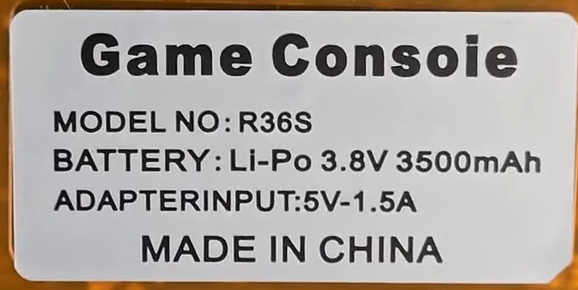 Game Consoie
MODEL NO:R36S
BATTERY:Li-Po 3.8V 3500mAh
ADAPTERINPUT:5V-1.5A
MADE IN CHINA